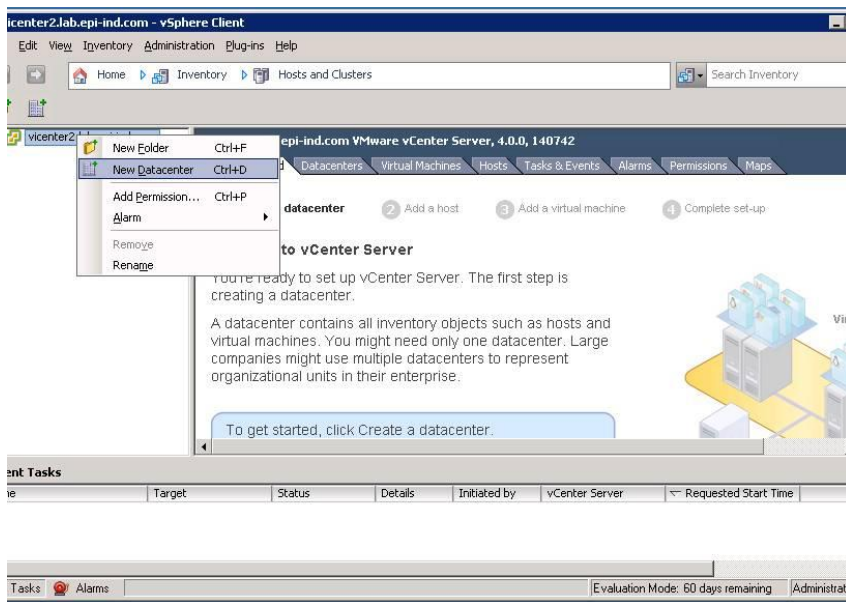 icenter2.lab.epi-ind.com - vSphere Client
Edit View Inventory Administration Plug-ins Help
Home Inventory Hosts and Clusters Search Inventory
vicenter2
New Folder Ctrl+F
New Datacenter Ctrl+D
Add Permission... Ctrl+P
Alarm
Remove
Rename
epi-ind.com VMware vCenter Server, 4.0.0, 140742
Datacenters Virtual Machines Hosts Tasks & Events Alarms Permissions Maps
datacenter 2 Add a host 3 Add a virtual machine 4 Complete set-up
to vCenter Server
You're ready to set up vCenter Server. The first step is
creating a datacenter.
A datacenter contains all inventory objects such as hosts and
virtual machines. You might need only one datacenter. Large
companies might use multiple datacenters to represent
organizational units in their enterprise.
To get started, click Create a datacenter.
Vi
ent Tasks
ne Target Status Details Initiated by vCenter Server Requested Start Time
Tasks Alarms Evaluation Mode: 60 days remaining Administrat